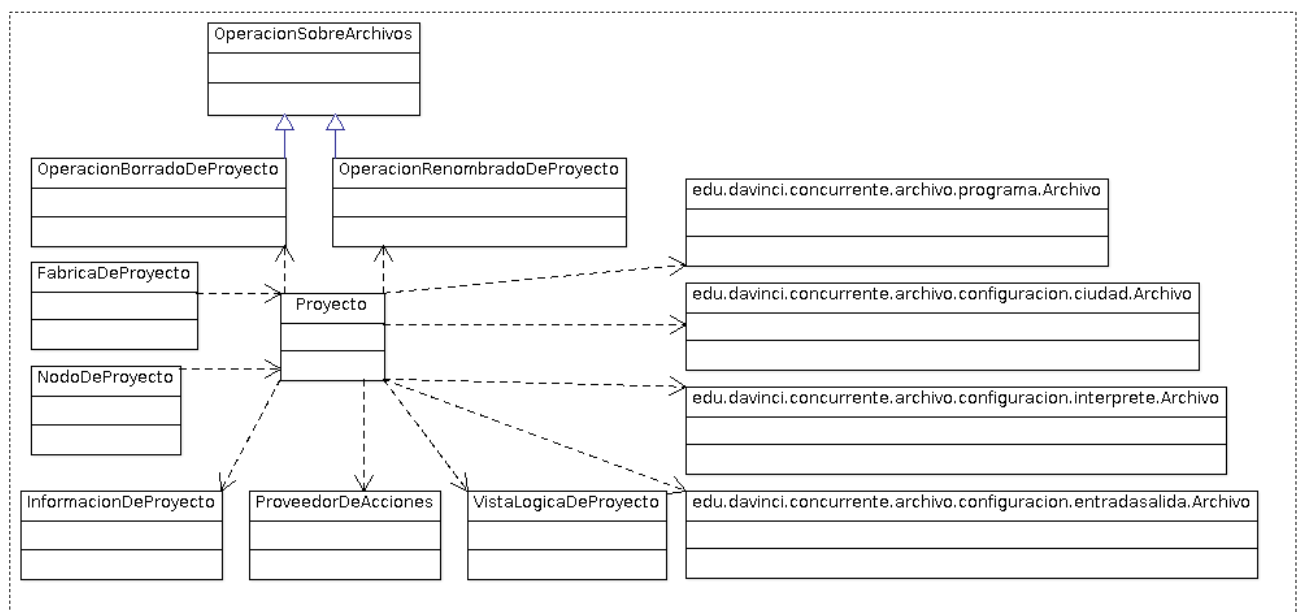 OperacionSobreArchivos
OperacionBorradoDeProyecto
OperacionRenombradoDeProyecto
edu.davinci.concurrente.archivo.programa.Archivo
FabricaDeProyecto
Proyecto
edu.davinci.concurrente.archivo.configuracion.ciudad.Archivo
NodoDeProyecto
edu.davinci.concurrente.archivo.configuracion.interprete.Archivo
InformacionDeProyecto
ProveedorDeAcciones
VistaLogicaDeProyecto
edu.davinci.concurrente.archivo.configuracion.entradasalida.Archivo